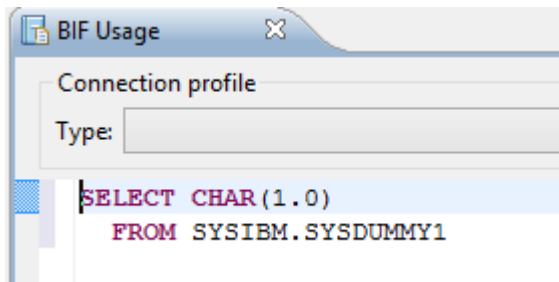 BIF Usage
Connection profile
Type:
SELECT CHAR(1.0)
FROM SYSIBM.SYSDUMMY1